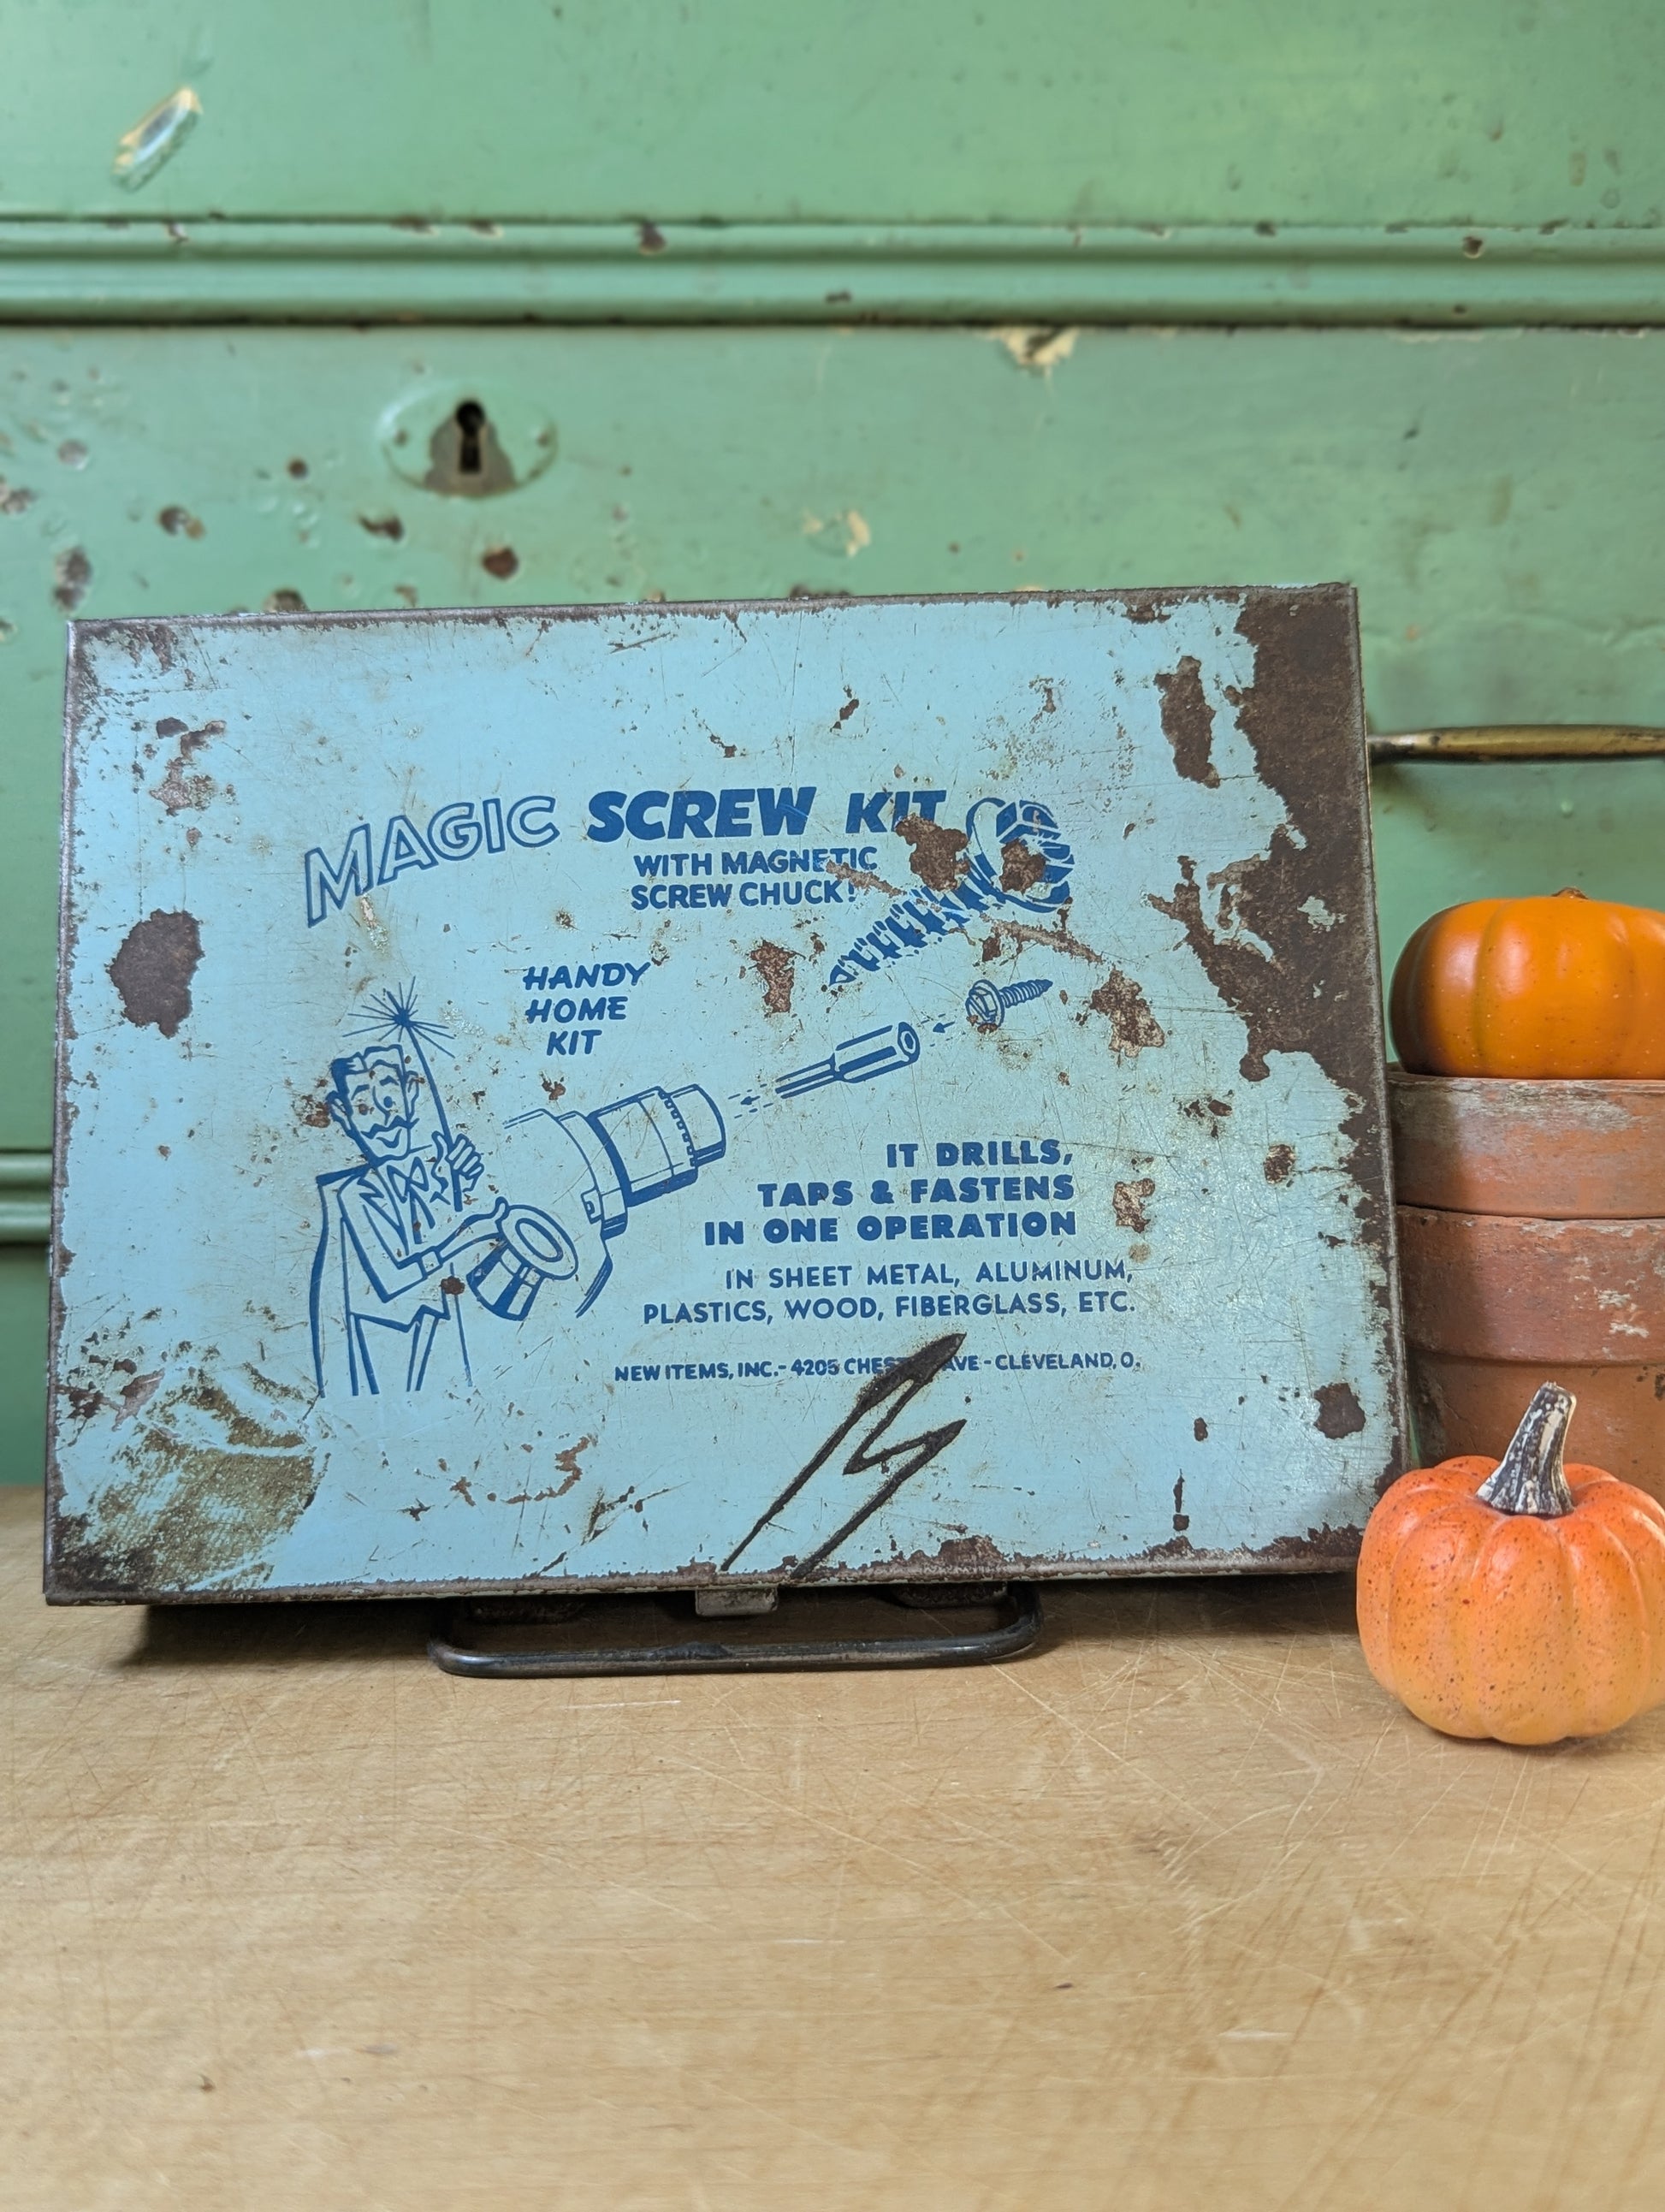 MAGIC SCREW KIT
WITH MAGNETIC
SCREW CHUCK!
HANDY
HOME
KIT
IT DRILLS,
TAPS & FASTENS
IN ONE OPERATION
IN SHEET METAL, ALUMINUM,
PLASTICS, WOOD, FIBERGLASS, ETC.
NEW ITEMS, INC. - 4205 AVE - CLEVELAND, O.